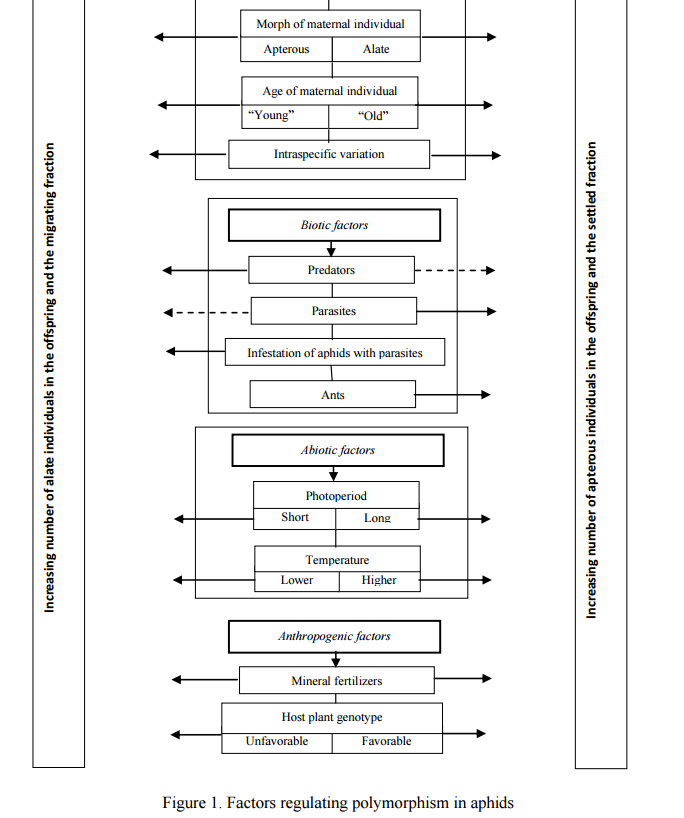 Increasing number of alate individuals in the offspring and the migrating fraction
Morph of maternal individual
Apterous
Alate
Age of maternal individual
“Young”
“Old”
Intraspecific variation
Biotic factors
Predators
Parasites
Infestation of aphids with parasites
Ants
Abiotic factors
Photoperiod
Short
Long
Temperature
Lower
Higher
Anthropogenic factors
Mineral fertilizers
Host plant genotype
Unfavorable
Favorable
Increasing number of apterous individuals in the offspring and the settled fraction
Figure 1. Factors regulating polymorphism in aphids